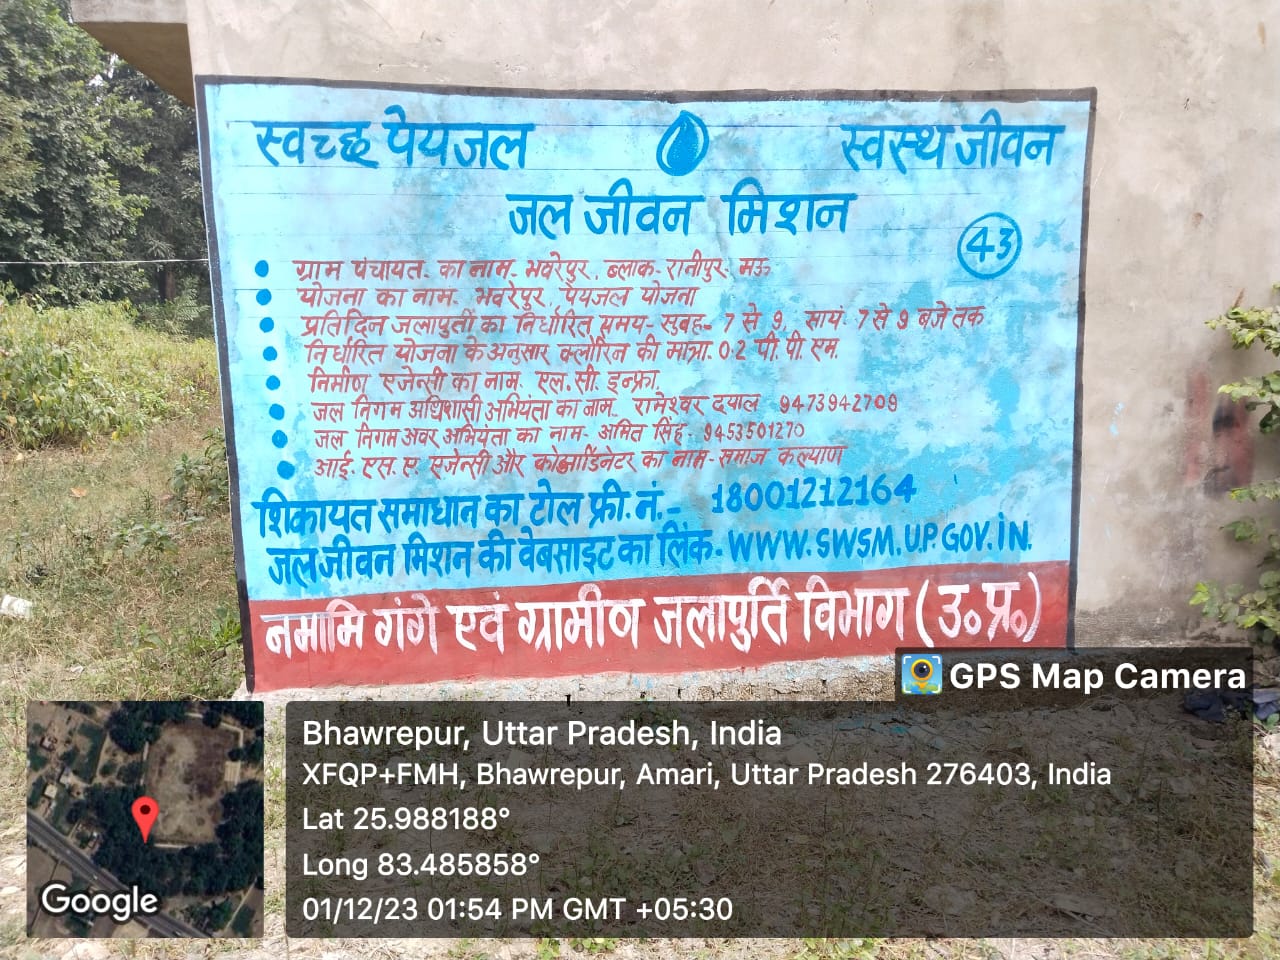 स्वच्छ पेयजल स्वस्थ जीवन
जल जीवन मिशन
43
ग्राम पंचायत- का नाम- भवरेपुर, ब्लाक- रानीपुर- मऊ
योजना का नाम- भवरेपुर, पेयजल योजना
प्रतिदिन जलापुर्ती का निर्धारित समय- सुबह- 7 से 9, सायं 7 से 9 बजे तक
निर्धारित योजना के अनुसार क्लोरिन की मात्रा- 0.2 पी. पी. एम.
निर्माण एजेन्सी का नाम- एल. सी. इन्फ्रा.
जल निगम अधिशासी अभियंता का नाम- रामेश्वर दयाल 9473942709
जल निगम अवर अभियंता का नाम- अमित सिंह- 9453501270
आई. एस. ए. एजेन्सी और कोआर्डिनेटर का नाम- समाज कल्याण
शिकायत समाधान का टोल फ्री. नं.- 18001212164
जल जीवन मिशन की वेबसाइट का लिंक- WWW.SWSM.U.P.GOV.IN.
नमामि गंगे एवं ग्रामीण जलापुर्ति विभाग (उ०प्र०)
GPS Map Camera
Bhawrepur, Uttar Pradesh, India
XFQP+FMH, Bhawrepur, Amari, Uttar Pradesh 276403, India
Lat 25.988188°
Long 83.485858°
01/12/23 01:54 PM GMT +05:30
Google